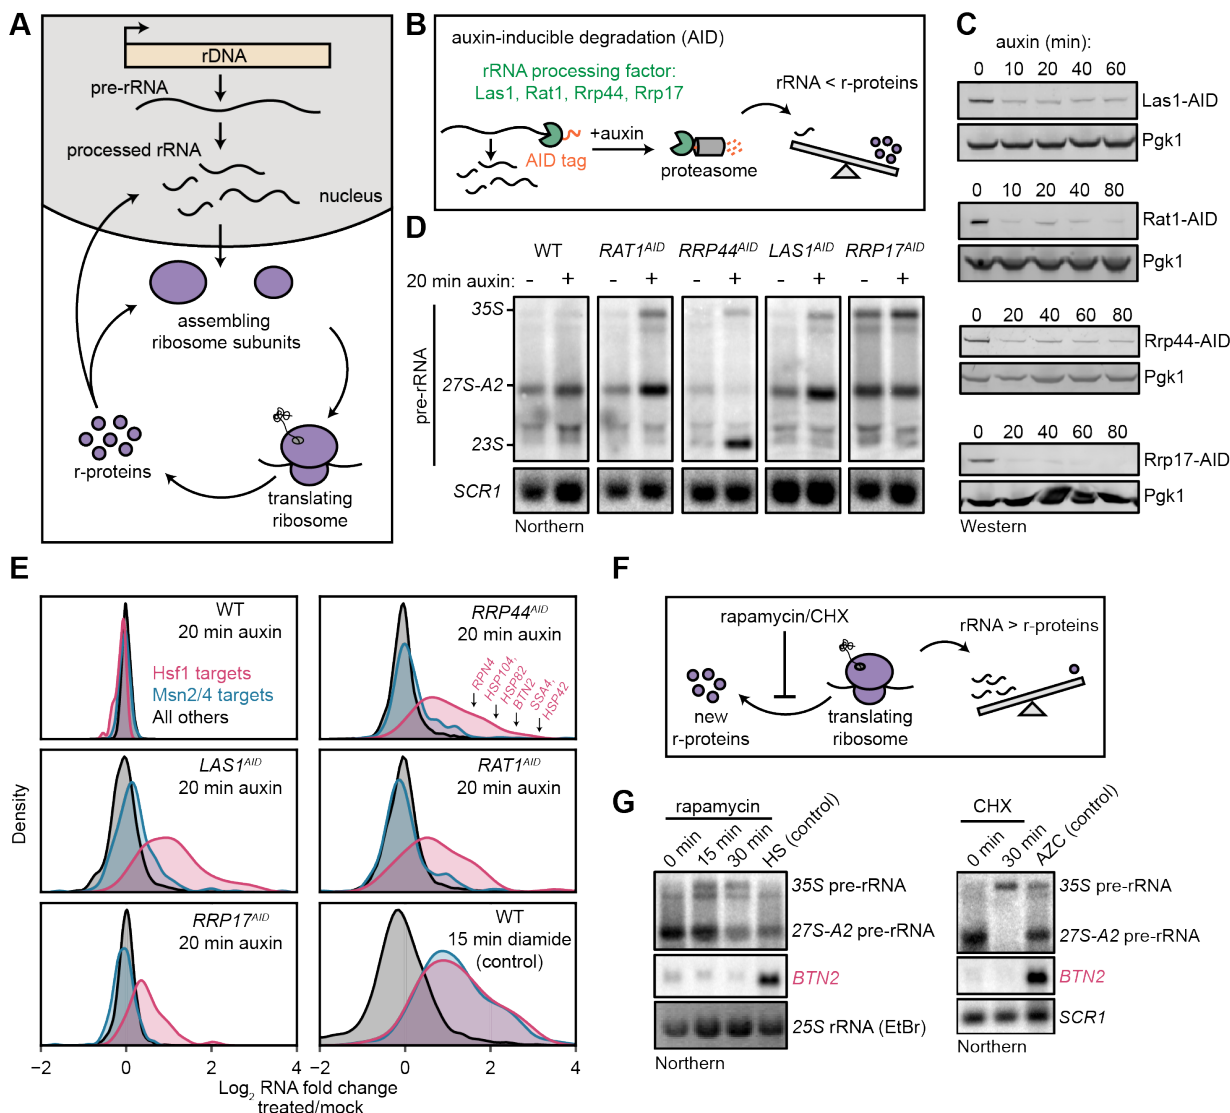 A
rDNA
pre-rRNA
processed rRNA
nucleus
assembling
ribosome subunits
r-proteins
translating
ribosome
B
auxin-inducible degradation (AID)
rRNA processing factor:
Las1, Rat1, Rrp44, Rrp17
rRNA < r-proteins
+auxin
AID tag
proteasome
C
auxin (min):
0 10 20 40 60
Las1-AID
Pgk1
0 10 20 40 80
Rat1-AID
Pgk1
0 20 40 60 80
Rrp44-AID
Pgk1
0 20 40 60 80
Rrp17-AID
Pgk1
Western
D
WT RAT1AID RRP44AID LAS1AID RRP17AID
20 min auxin: - + - + - + - + - +
pre-rRNA
35S
27S-A2
23S
SCR1
Northern
E
Density
WT
20 min auxin
Hsf1 targets
Msn2/4 targets
All others
RRP44AID
20 min auxin
RPN4
HSP104,
HSP82
BTN2
SSA4,
HSP42
LAS1AID
20 min auxin
RAT1AID
20 min auxin
RRP17AID
20 min auxin
WT
15 min diamide
(control)
−2 0 2 4
−2 0 2 4
Log2 RNA fold change
treated/mock
F
rapamycin/CHX
rRNA > r-proteins
new
r-proteins
translating
ribosome
G
rapamycin
0 min
15 min
30 min
HS (control)
35S pre-rRNA
27S-A2 pre-rRNA
BTN2
25S rRNA (EtBr)
Northern
CHX
0 min
30 min
AZC (control)
35S pre-rRNA
27S-A2 pre-rRNA
BTN2
SCR1
Northern